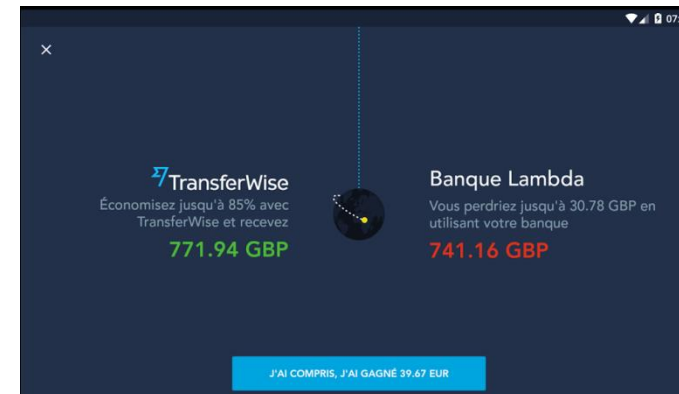 07:
×
TransferWise
Économisez jusqu'à 85% avec
TransferWise et recevez
771.94 GBP
Banque Lambda
Vous perdriez jusqu'à 30.78 GBP en
utilisant votre banque
741.16 GBP
J'AI COMPRIS, J'AI GAGNÉ 39.67 EUR